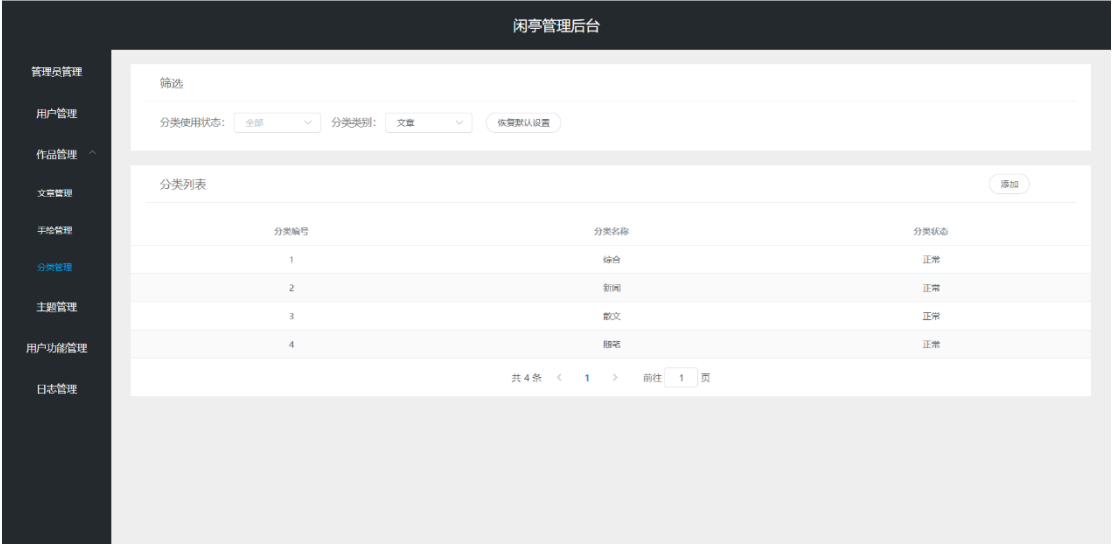 闲亭管理后台
管理员管理
用户管理
作品管理
文章管理
手绘管理
分类管理
主题管理
用户功能管理
日志管理
筛选
分类使用状态： 全部 分类类别： 文章 恢复默认设置
分类列表 添加
分类编号 分类名称 分类状态
1 综合 正常
2 新闻 正常
3 散文 正常
4 随笔 正常
共 4 条 < 1 > 前往 1 页